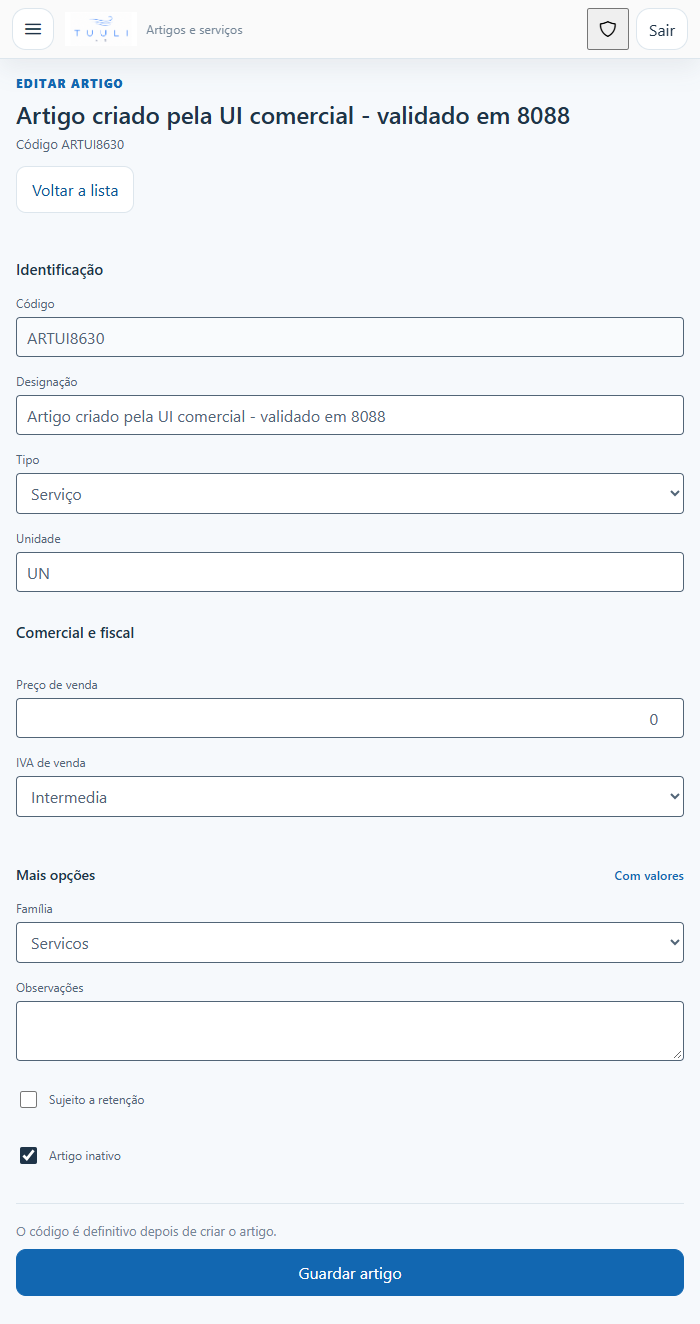 TUULI
Artigos e serviços
Sair
EDITAR ARTIGO
Artigo criado pela UI comercial - validado em 8088
Código ARTUI8630
Voltar a lista
Identificação
Código
ARTUI8630
Designação
Artigo criado pela UI comercial - validado em 8088
Tipo
Serviço
Unidade
UN
Comercial e fiscal
Preço de venda
0
IVA de venda
Intermedia
Mais opções
Com valores
Família
Servicos
Observações
Sujeito a retenção
Artigo inativo
O código é definitivo depois de criar o artigo.
Guardar artigo